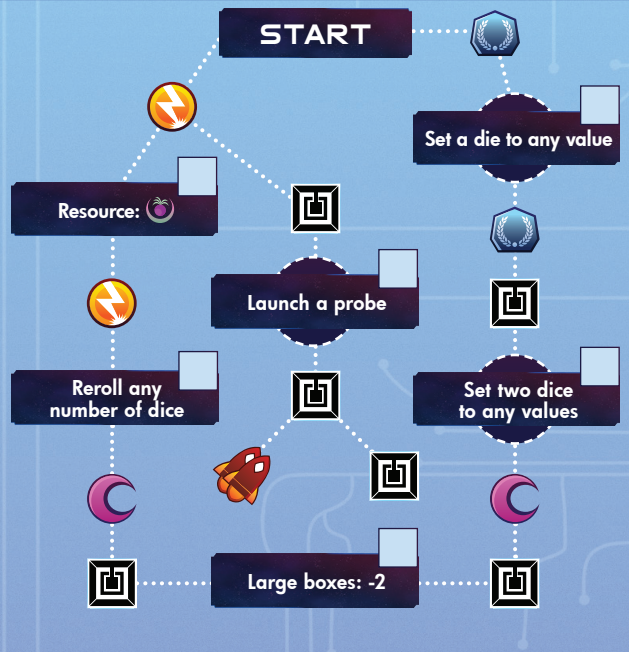 START
Set a die to any value
Resource:
Launch a probe
Reroll any
number of dice
Set two dice
to any values
Large boxes: -2